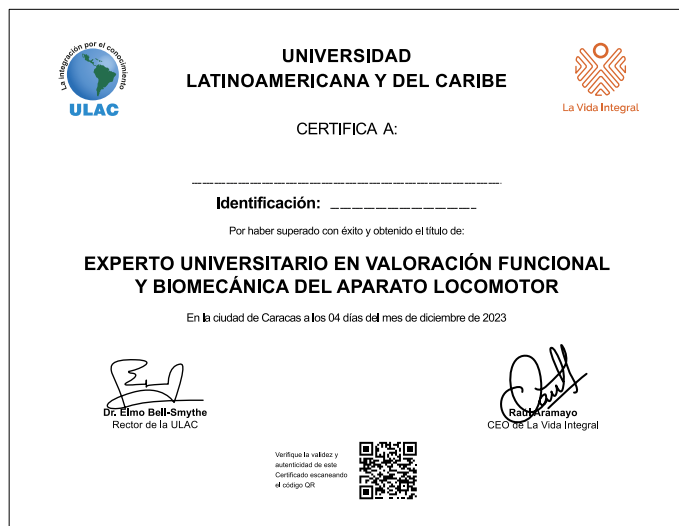 La integración por el conocimiento
ULAC
UNIVERSIDAD
LATINOAMERICANA Y DEL CARIBE
La Vida Integral
CERTIFICA A:
Identificación:
Por haber superado con éxito y obtenido el título de:
EXPERTO UNIVERSITARIO EN VALORACIÓN FUNCIONAL
Y BIOMECÁNICA DEL APARATO LOCOMOTOR
En la ciudad de Caracas a los 04 días del mes de diciembre de 2023
Dr. Elmo Bell-Smythe
Rector de la ULAC
Raúl Aramayo
CEO de La Vida Integral
Verifique la validez y
autenticidad de este
Certificado escaneando
el código QR